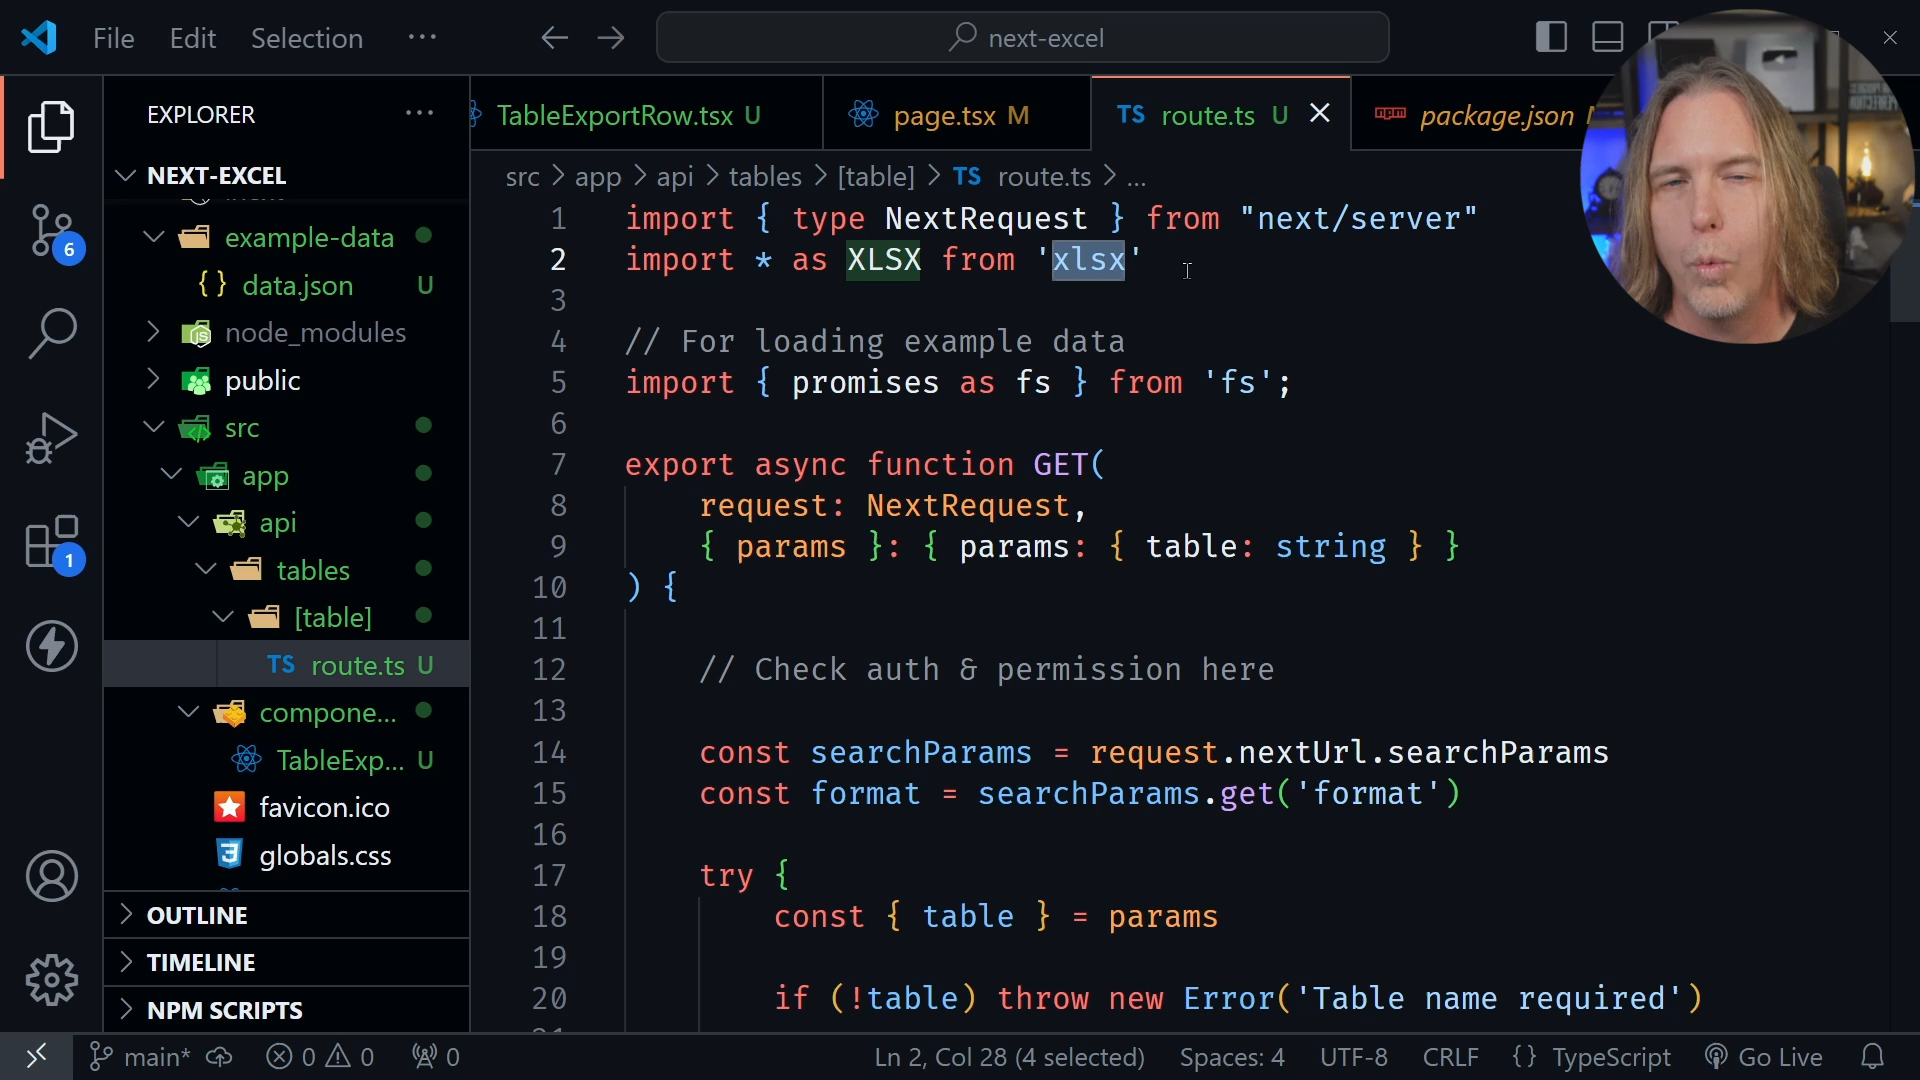 File Edit Selection ···
next-excel
EXPLORER ···
TableExportRow.tsx U
page.tsx M
TS route.ts U
package.json
NEXT-EXCEL
src > app > api > tables > [table] > TS route.ts > ...
example-data
{ } data.json U
node_modules
public
src
app
api
tables
[table]
TS route.ts U
compone...
TableExp... U
favicon.ico
globals.css
OUTLINE
TIMELINE
NPM SCRIPTS
6
1
1 import { type NextRequest } from "next/server"
2 import * as XLSX from 'xlsx'
3
4 // For loading example data
5 import { promises as fs } from 'fs';
6
7 export async function GET(
8 request: NextRequest,
9 { params }: { params: { table: string } }
10 ) {
11
12 // Check auth & permission here
13
14 const searchParams = request.nextUrl.searchParams
15 const format = searchParams.get('format')
16
17 try {
18 const { table } = params
19
20 if (!table) throw new Error('Table name required')
main* 0 0 0
Ln 2, Col 28 (4 selected) Spaces: 4 UTF-8 CRLF { } TypeScript Go Live